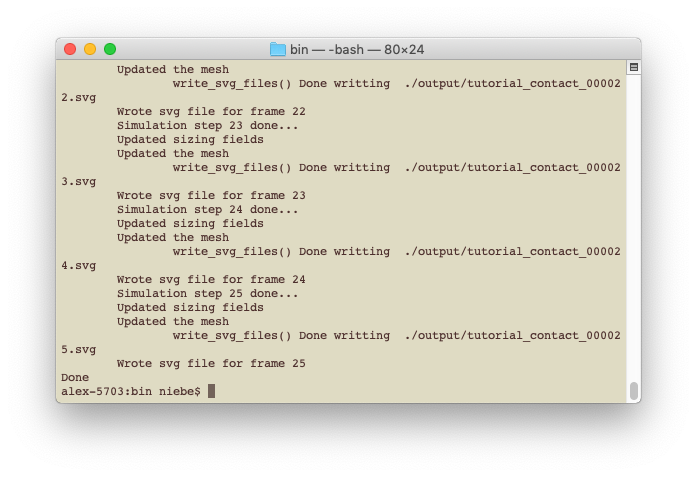 bin — -bash — 80×24
Updated the mesh
write_svg_files() Done writting  ./output/tutorial_contact_00002
2.svg
Wrote svg file for frame 22
Simulation step 23 done...
Updated sizing fields
Updated the mesh
write_svg_files() Done writting  ./output/tutorial_contact_00002
3.svg
Wrote svg file for frame 23
Simulation step 24 done...
Updated sizing fields
Updated the mesh
write_svg_files() Done writting  ./output/tutorial_contact_00002
4.svg
Wrote svg file for frame 24
Simulation step 25 done...
Updated sizing fields
Updated the mesh
write_svg_files() Done writting  ./output/tutorial_contact_00002
5.svg
Wrote svg file for frame 25
Done
alex-5703:bin niebe$